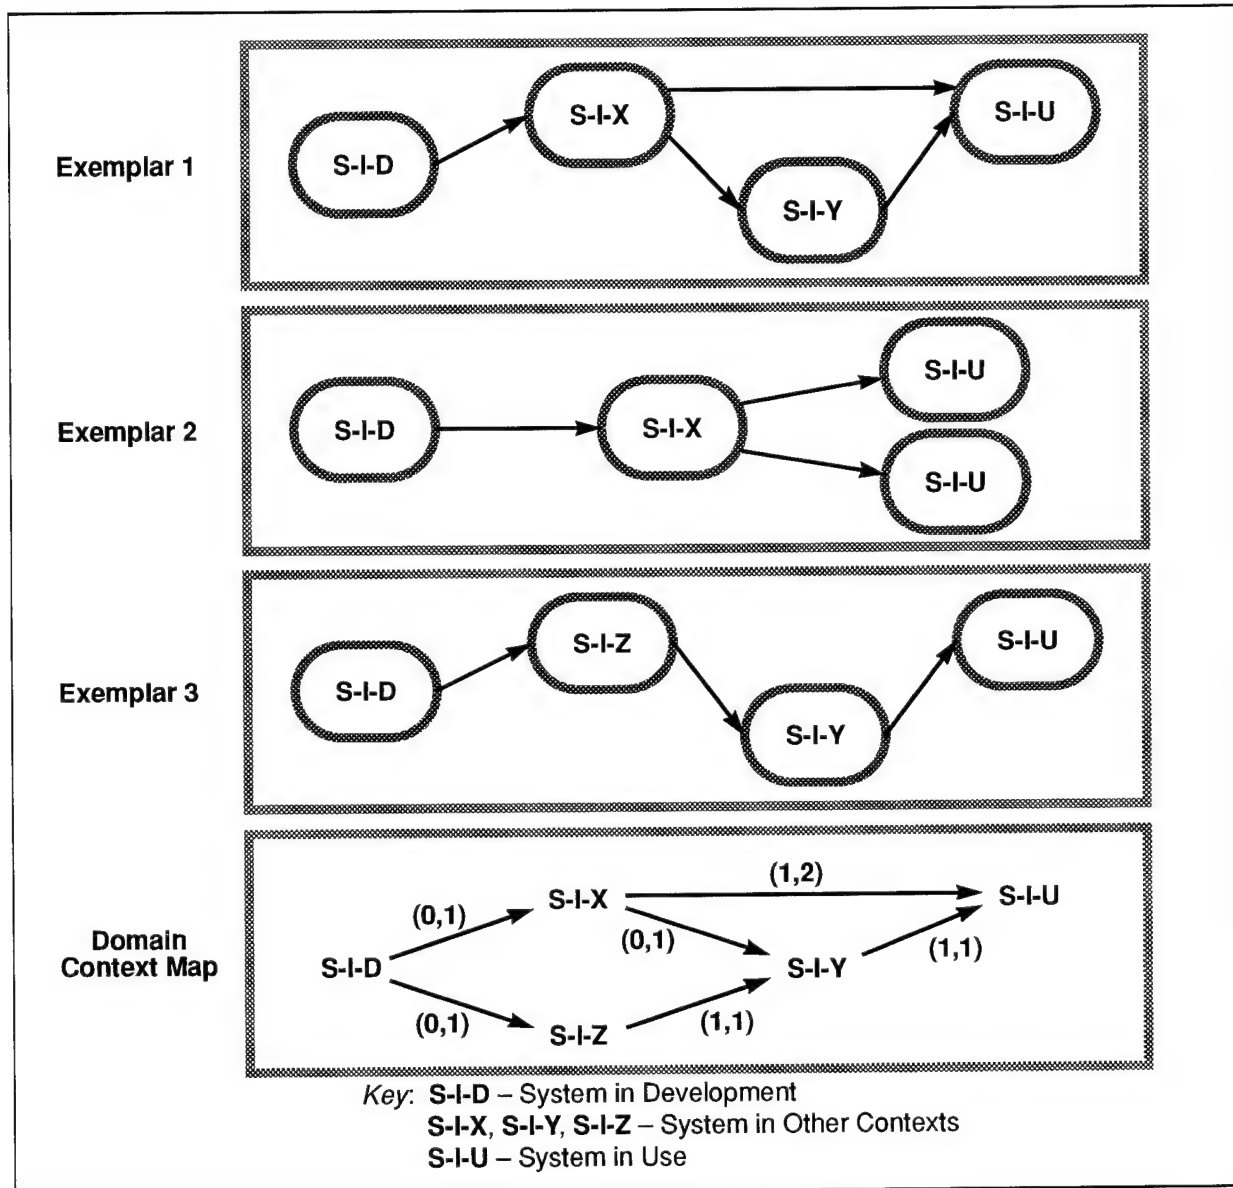 Exemplar 1
S-I-D
S-I-X
S-I-Y
S-I-U
Exemplar 2
S-I-D
S-I-X
S-I-U
S-I-U
Exemplar 3
S-I-D
S-I-Z
S-I-Y
S-I-U
Domain
Context Map
S-I-D
(0,1)
(0,1)
S-I-X
S-I-Z
(1,2)
(0,1)
(1,1)
S-I-Y
(1,1)
S-I-U
Key: S-I-D – System in Development
S-I-X, S-I-Y, S-I-Z – System in Other Contexts
S-I-U – System in Use